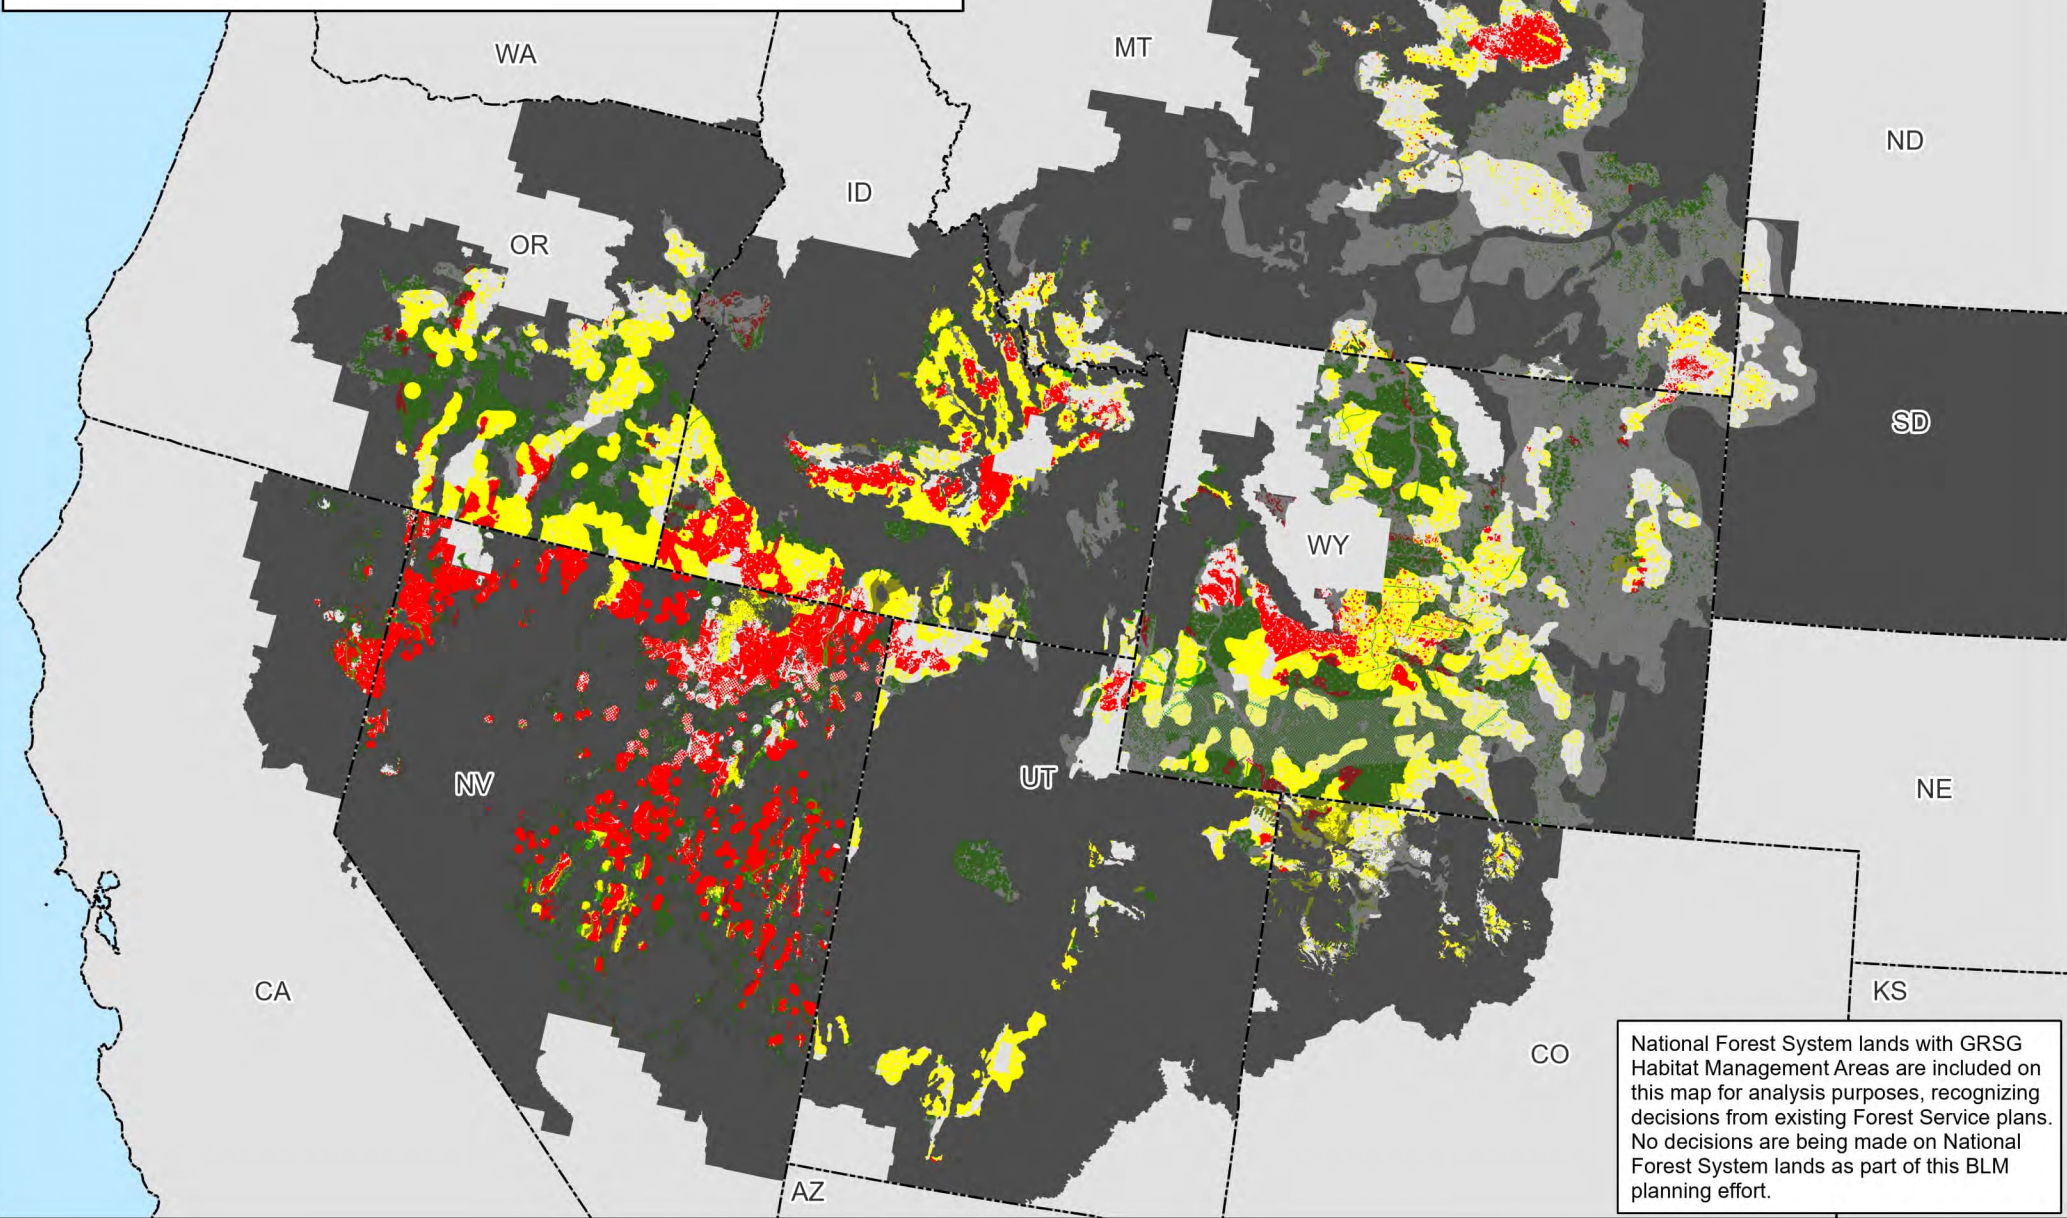 WA
MT
ND
ID
OR
SD
WY
NV
UT
NE
CA
KS
CO
AZ
National Forest System lands with GRSG
Habitat Management Areas are included on
this map for analysis purposes, recognizing
decisions from existing Forest Service plans.
No decisions are being made on National
Forest System lands as part of this BLM
planning effort.